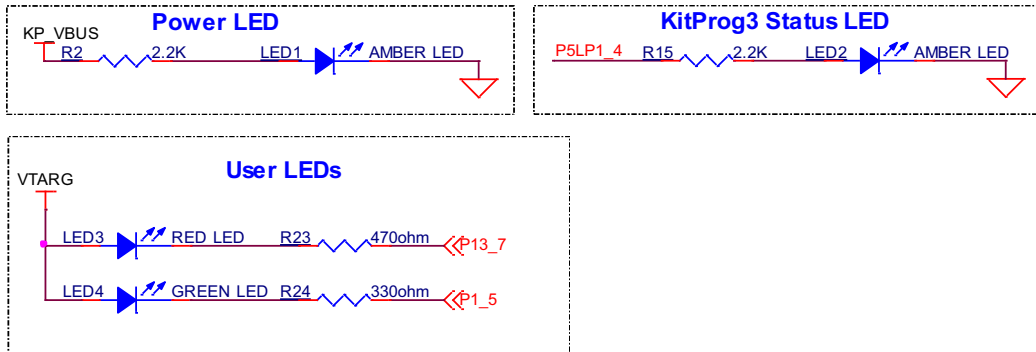 Power LED
KP_VBUS
R2 2.2K LED1 AMBER LED
KitProg3 Status LED
P5LP1_4 R15 2.2K LED2 AMBER LED
User LEDs
VTARG
LED3 RED LED R23 470ohm P13_7
LED4 GREEN LED R24 330ohm P1_5